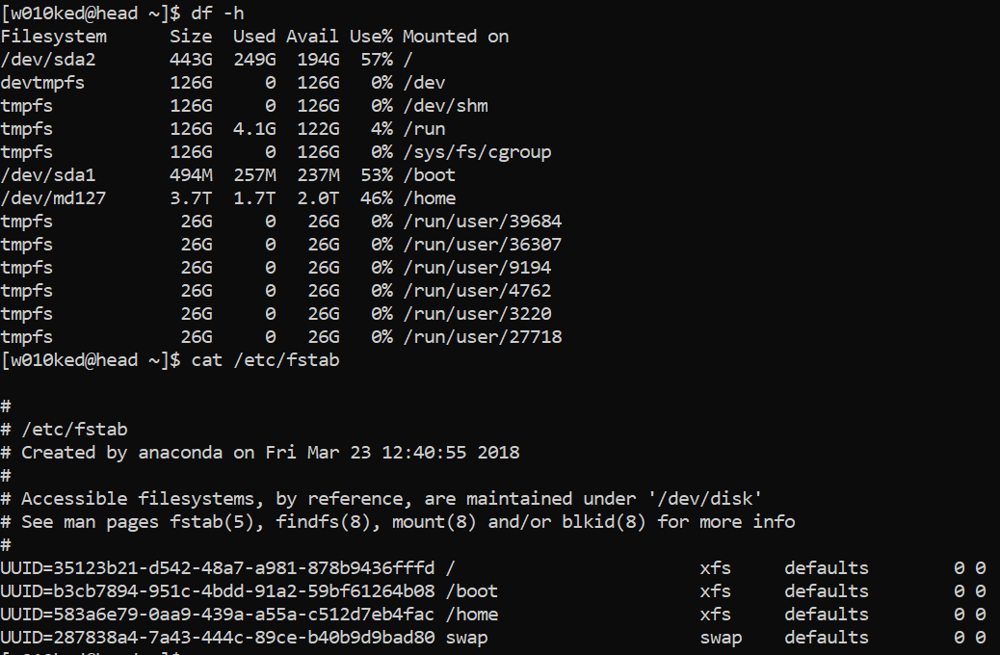 [w010ked@head ~]$ df -h
Filesystem      Size  Used Avail Use% Mounted on
/dev/sda2       443G  249G  194G  57% /
devtmpfs        126G     0  126G   0% /dev
tmpfs           126G     0  126G   0% /dev/shm
tmpfs           126G  4.1G  122G   4% /run
tmpfs           126G     0  126G   0% /sys/fs/cgroup
/dev/sda1       494M  257M  237M  53% /boot
/dev/md127      3.7T  1.7T  2.0T  46% /home
tmpfs            26G     0   26G   0% /run/user/39684
tmpfs            26G     0   26G   0% /run/user/36307
tmpfs            26G     0   26G   0% /run/user/9194
tmpfs            26G     0   26G   0% /run/user/4762
tmpfs            26G     0   26G   0% /run/user/3220
tmpfs            26G     0   26G   0% /run/user/27718
[w010ked@head ~]$ cat /etc/fstab
#
# /etc/fstab
# Created by anaconda on Fri Mar 23 12:40:55 2018
#
# Accessible filesystems, by reference, are maintained under '/dev/disk'
# See man pages fstab(5), findfs(8), mount(8) and/or blkid(8) for more info
#
UUID=35123b21-d542-48a7-a981-878b9436fffd /                       xfs     defaults        0 0
UUID=b3cb7894-951c-4bdd-91a2-59bf61264b08 /boot                   xfs     defaults        0 0
UUID=583a6e79-0aa9-439a-a55a-c512d7eb4fac /home                   xfs     defaults        0 0
UUID=287838a4-7a43-444c-89ce-b40b9d9bad80 swap                    swap    defaults        0 0